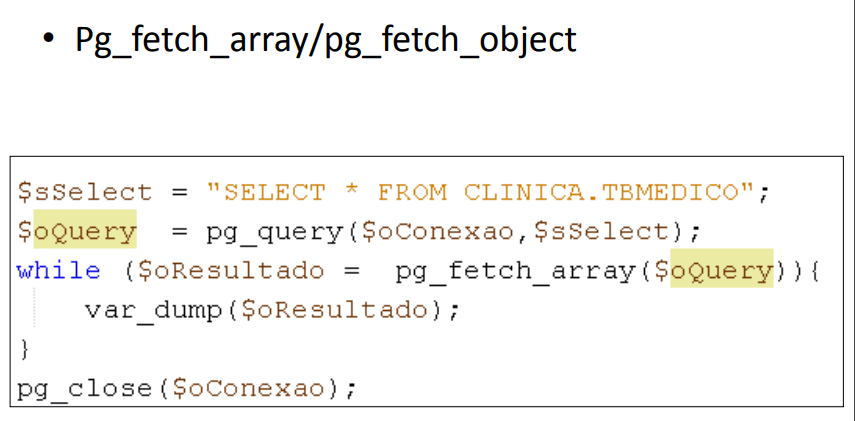 • Pg_fetch_array/pg_fetch_object
$sSelect = "SELECT * FROM CLINICA.TBMEDICO";
$oQuery  = pg_query($oConexao,$sSelect);
while ($oResultado =  pg_fetch_array($oQuery)){
    var_dump($oResultado);
}
pg_close($oConexao);